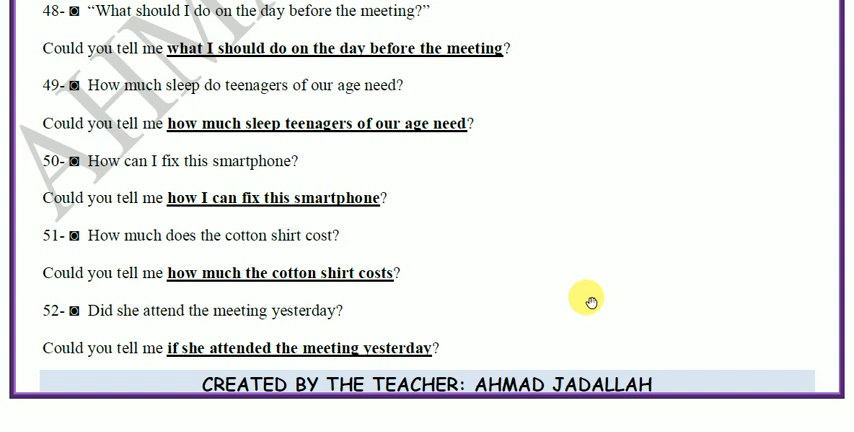 48- ◙ “What should I do on the day before the meeting?”
Could you tell me what I should do on the day before the meeting?
49- ◙ How much sleep do teenagers of our age need?
Could you tell me how much sleep teenagers of our age need?
50- ◙ How can I fix this smartphone?
Could you tell me how I can fix this smartphone?
51- ◙ How much does the cotton shirt cost?
Could you tell me how much the cotton shirt costs?
52- ◙ Did she attend the meeting yesterday?
Could you tell me if she attended the meeting yesterday?
CREATED BY THE TEACHER: AHMAD JADALLAH